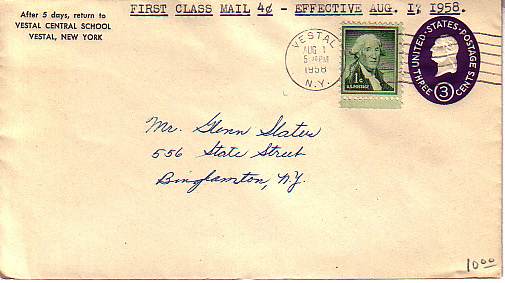 FIRST CLASS MAIL 4¢ - EFFECTIVE AUG. 1, 1958.
After 5 days, return to
VESTAL CENTRAL SCHOOL
VESTAL, NEW YORK
VESTAL
AUG 1
PM
1958
N.Y.
1¢
U.S. POSTAGE
UNITED·STATES·POSTAGE
3
THREE CENTS
Mr. Glenn Slater
556 State Street
Binghamton, N.Y.
10⁰⁰